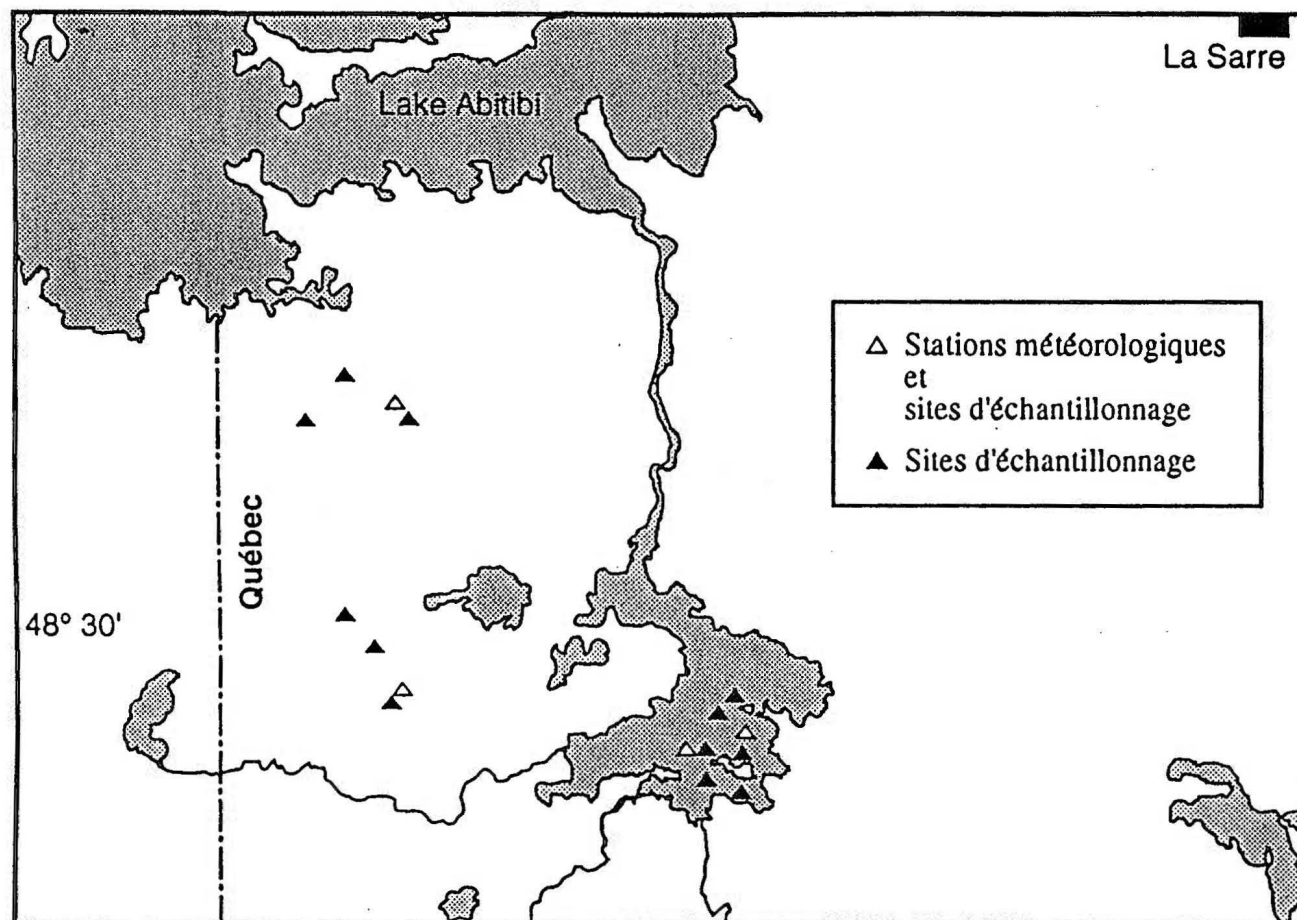 La Sarre
Lake Abitibi
△ Stations météorologiques
et
sites d'échantillonnage
▲ Sites d'échantillonnage
Québec
48° 30'